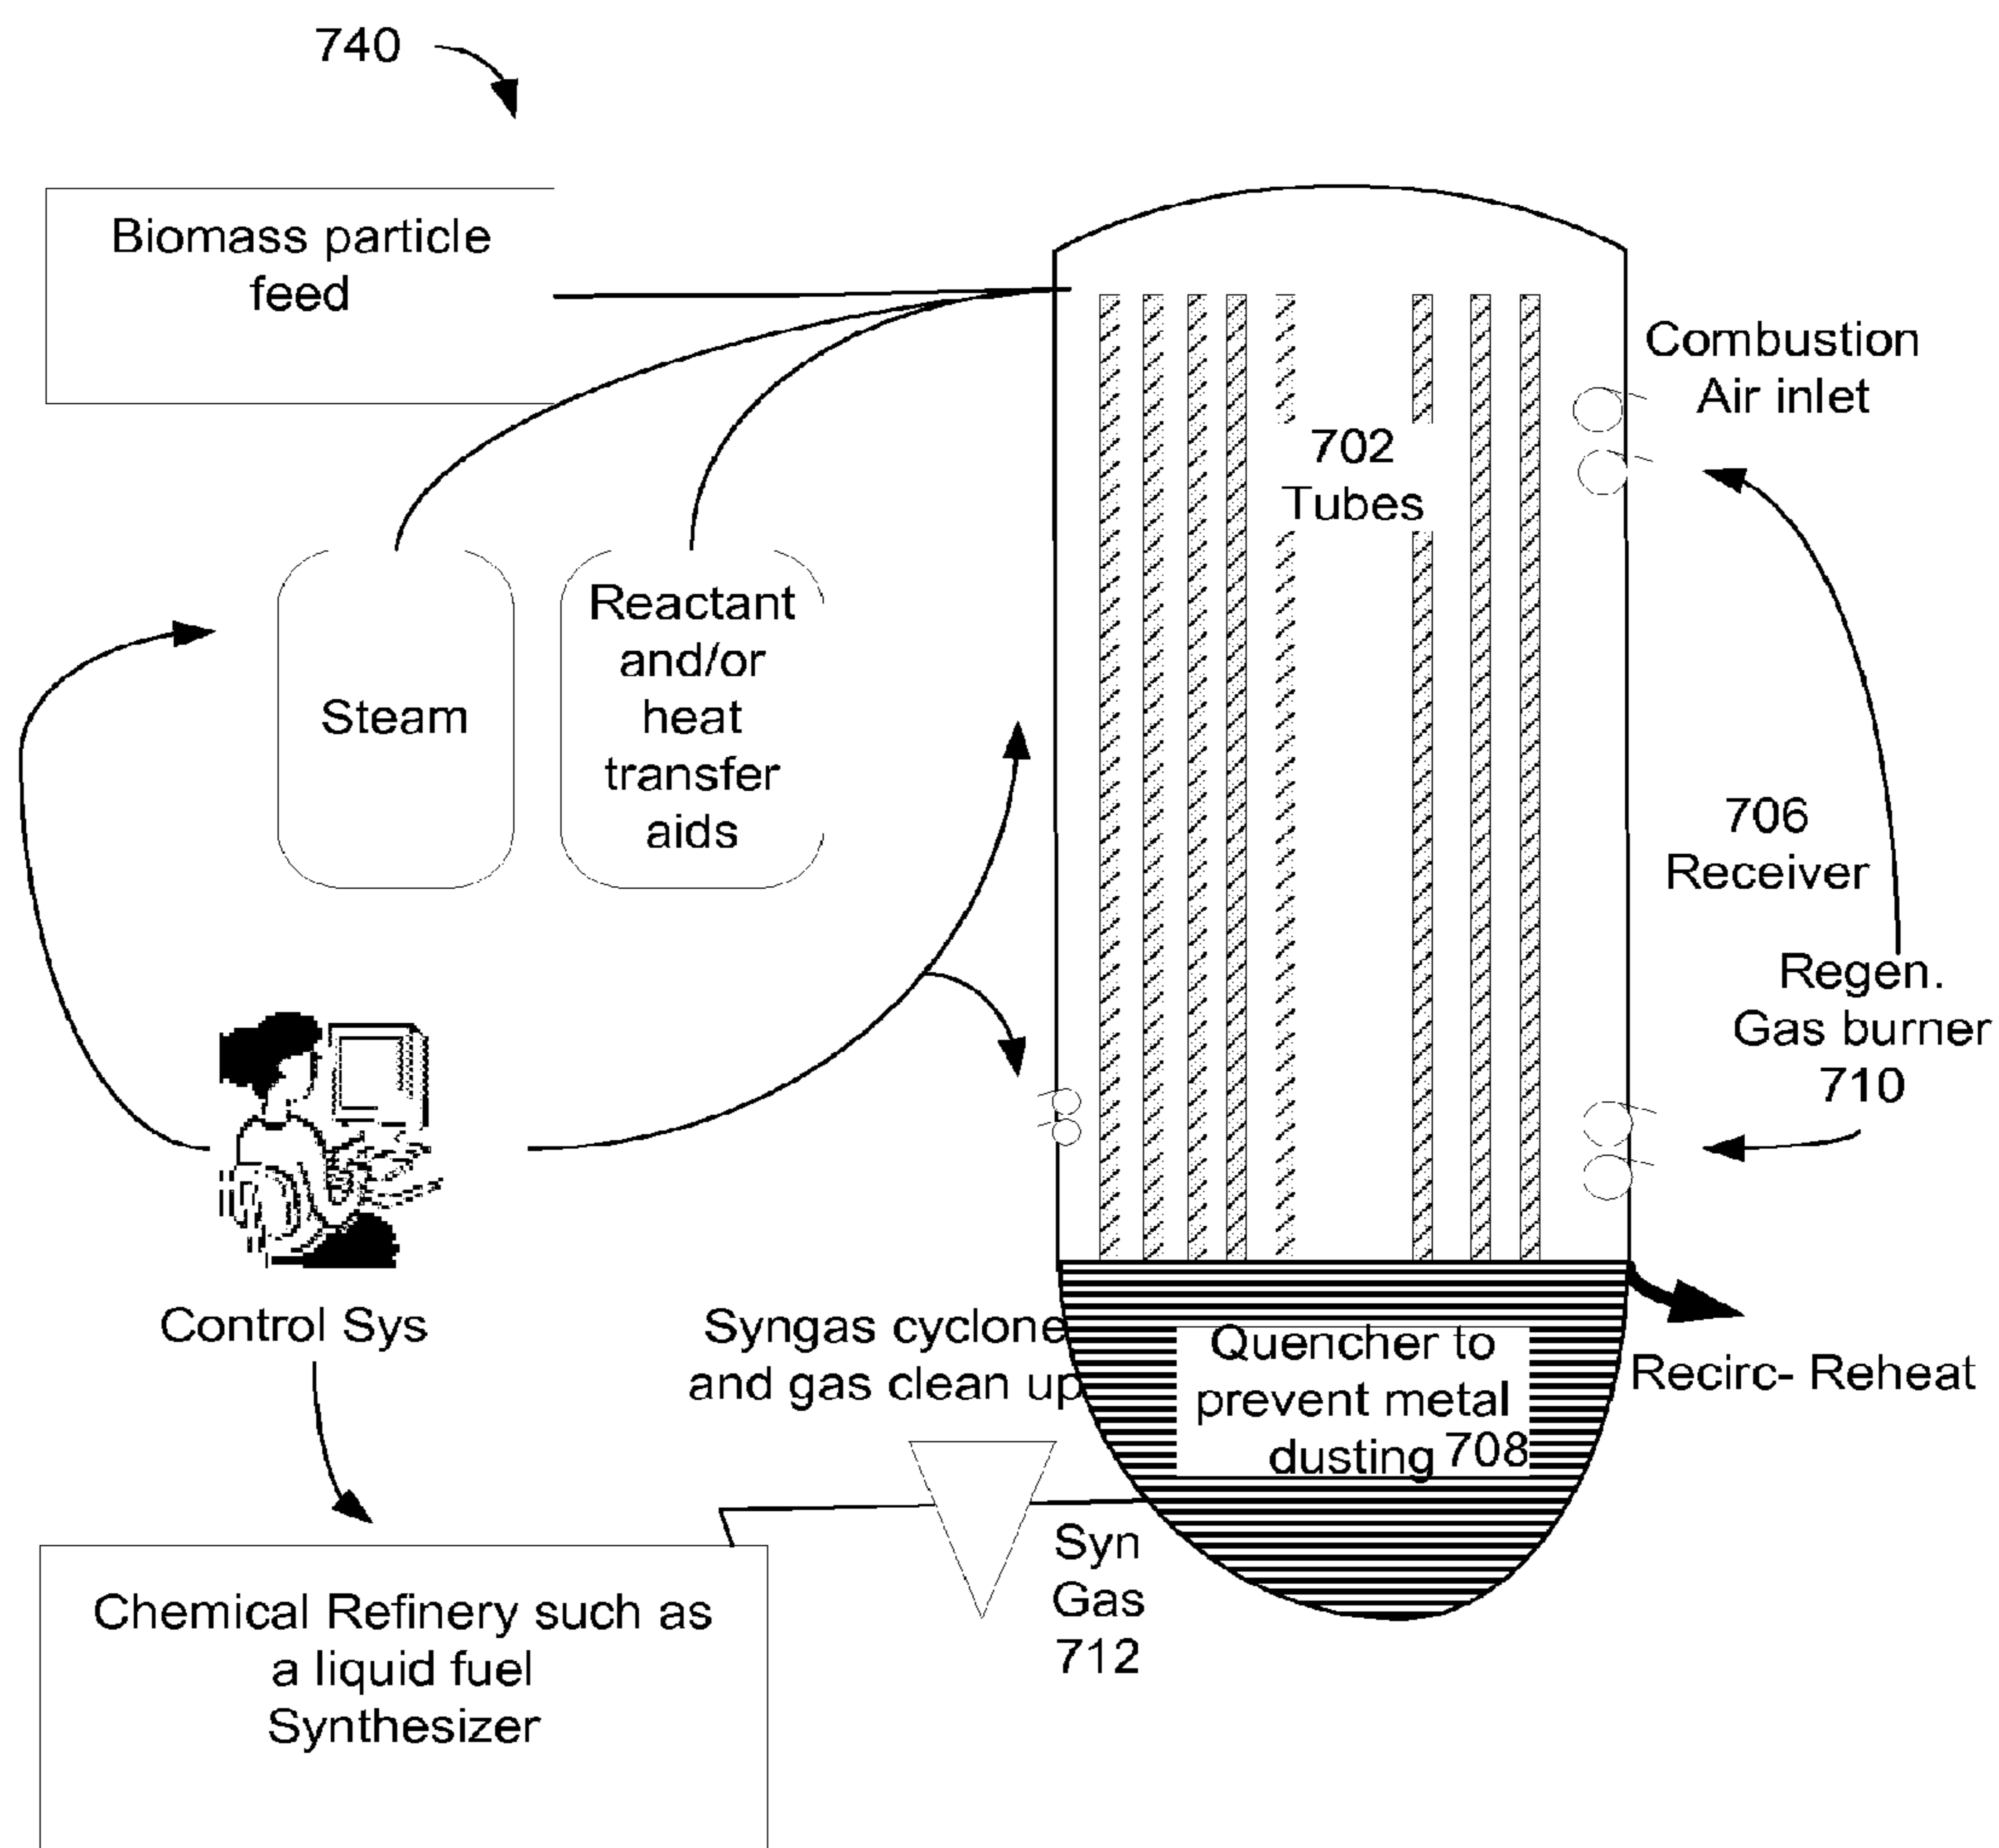 740
Biomass particle
feed
Combustion
Air inlet
702
Tubes
Steam
Reactant
and/or
heat
transfer
aids
706
Receiver
Regen.
Gas burner
710
Control Sys
Syngas cyclone
and gas clean up
Quencher to
prevent metal
dusting 708
Recirc- Reheat
Syn
Gas
712
Chemical Refinery such as
a liquid fuel
Synthesizer